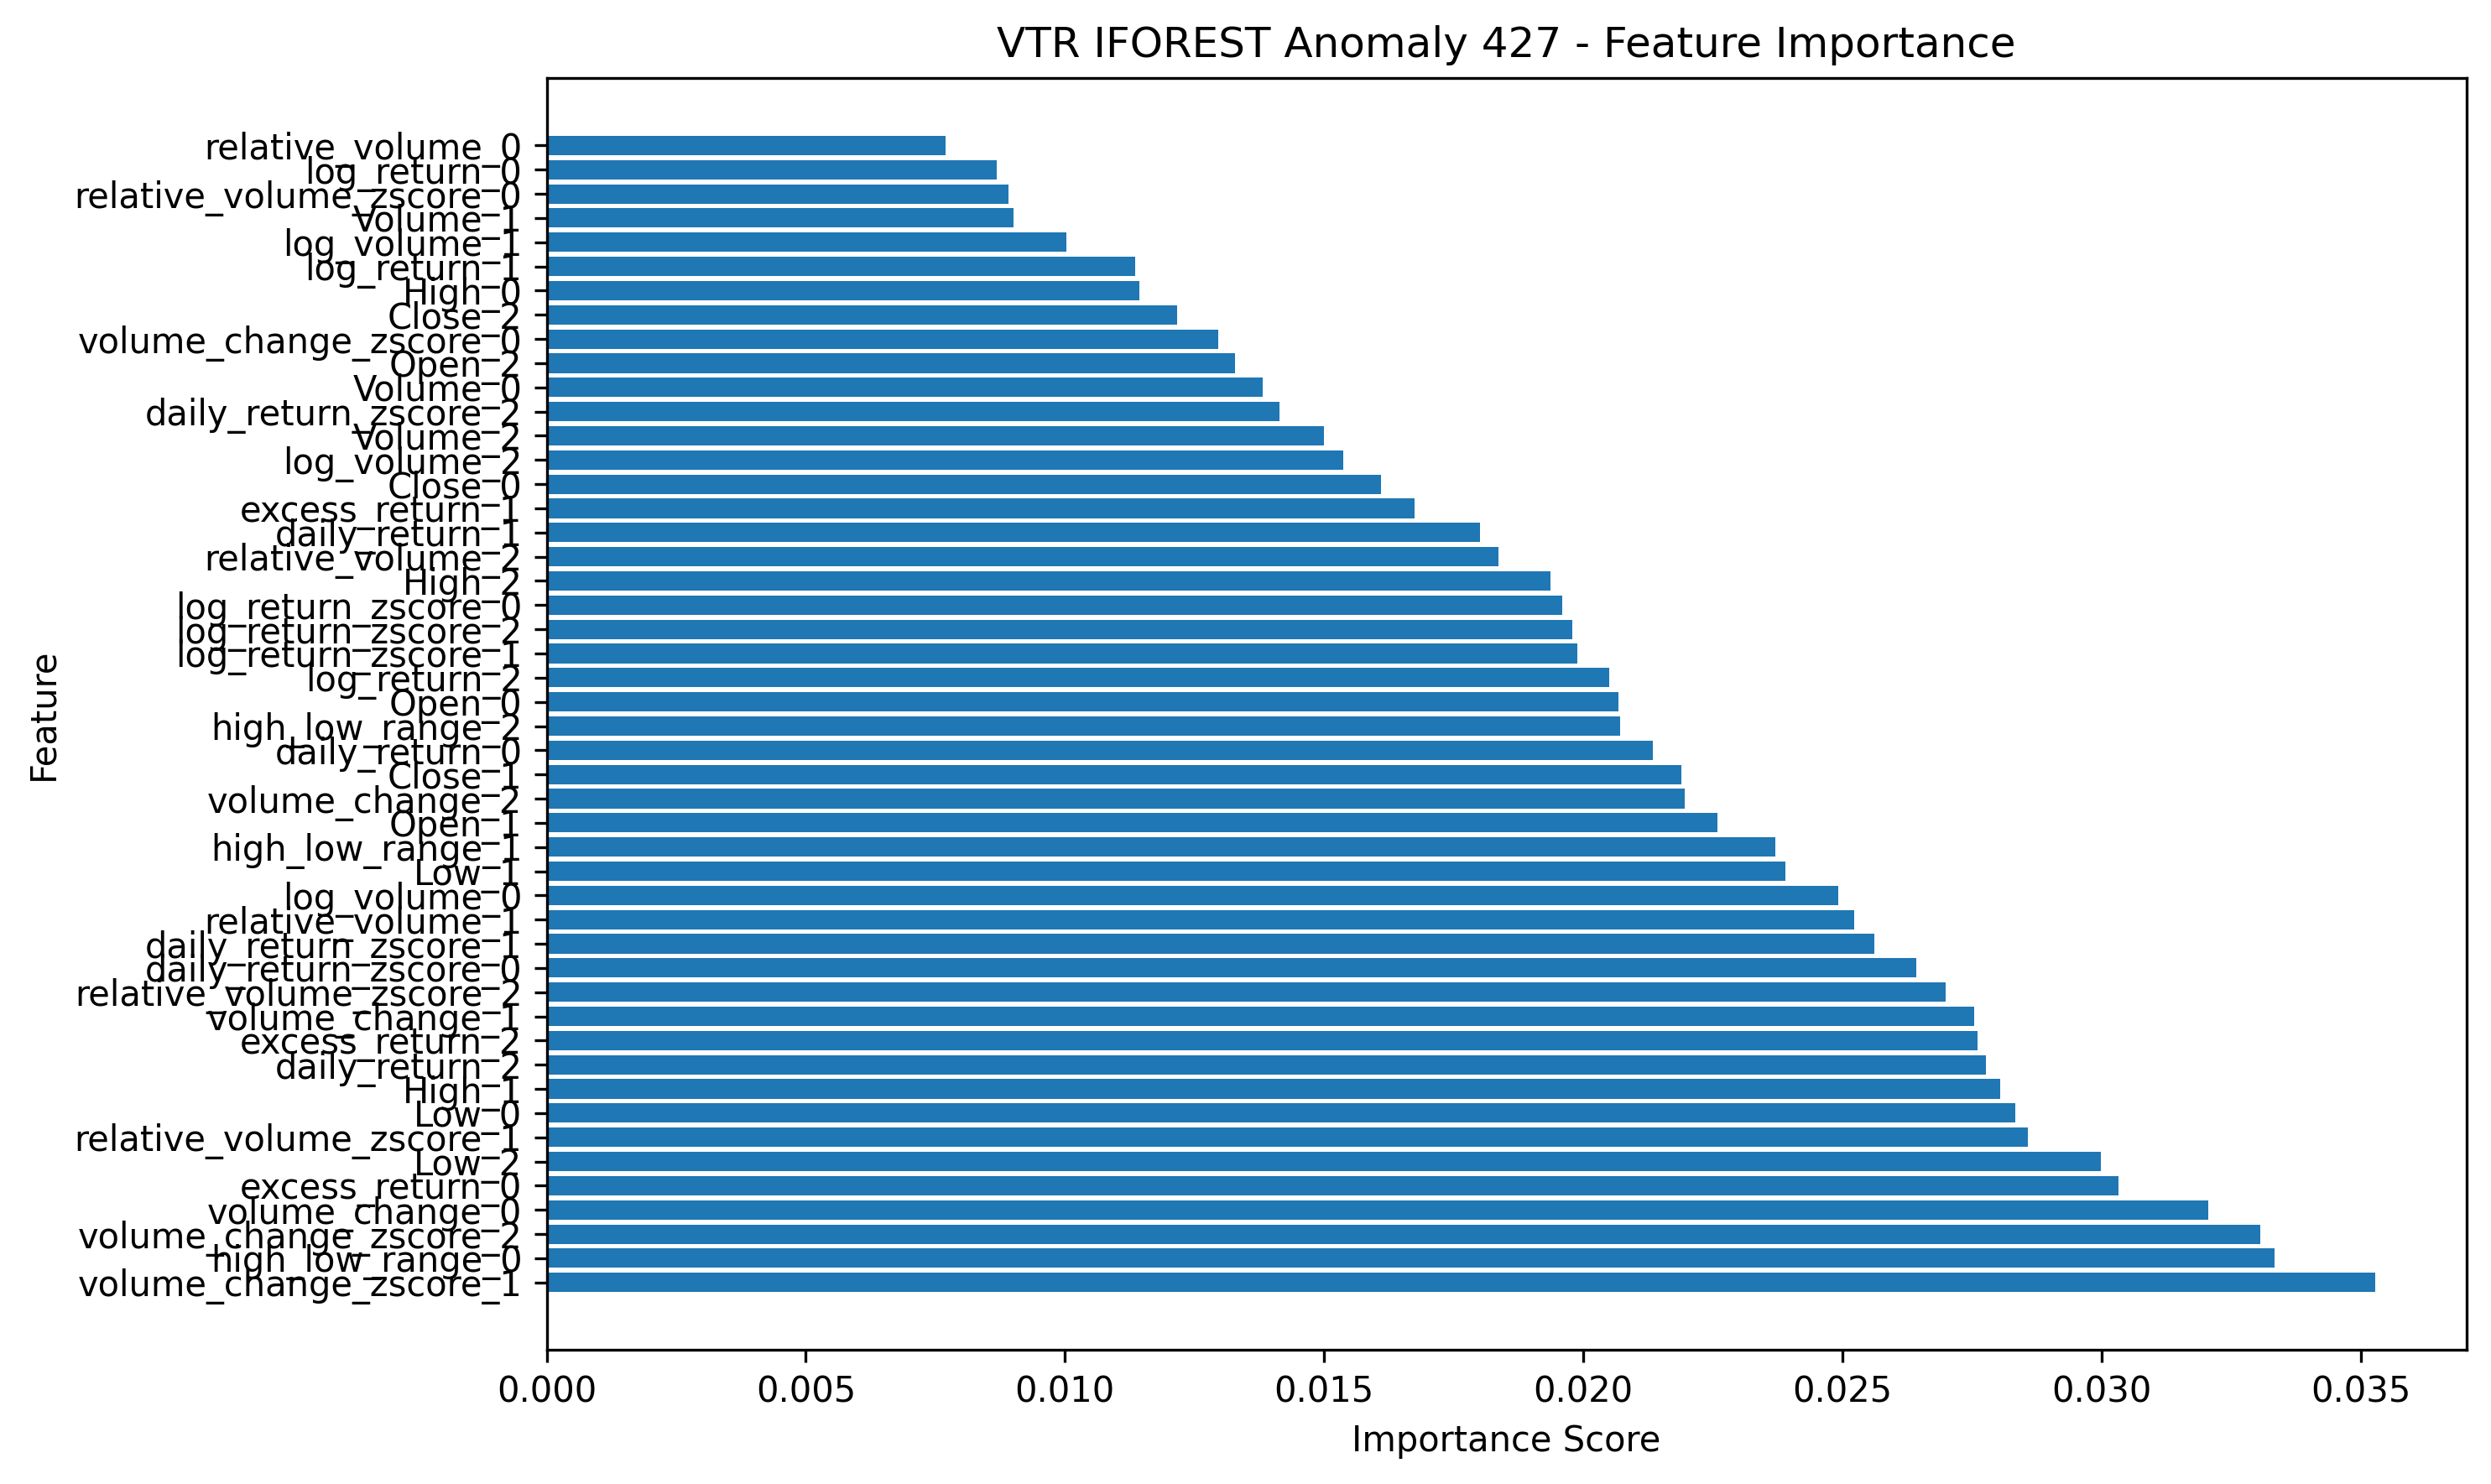 VTR IFOREST Anomaly 427 - Feature Importance
relative_volume_0
log_return_0
relative_volume_zscore_0
Volume_1
log_volume_1
log_return_1
High_0
Close_2
volume_change_zscore_0
Open_2
Volume_0
daily_return_zscore_2
Volume_2
log_volume_2
Close_0
excess_return_1
daily_return_1
relative_volume_2
High_2
log_return_zscore_0
log_return_zscore_2
log_return_zscore_1
log_return_2
Open_0
high_low_range_2
daily_return_0
Close_1
volume_change_2
Open_1
high_low_range_1
Low_1
log_volume_0
relative_volume_1
daily_return_zscore_1
daily_return_zscore_0
relative_volume_zscore_2
volume_change_1
excess_return_2
daily_return_2
High_1
Low_0
relative_volume_zscore_1
Low_2
excess_return_0
volume_change_0
volume_change_zscore_2
high_low_range_0
volume_change_zscore_1
Feature
0.000 0.005 0.010 0.015 0.020 0.025 0.030 0.035
Importance Score